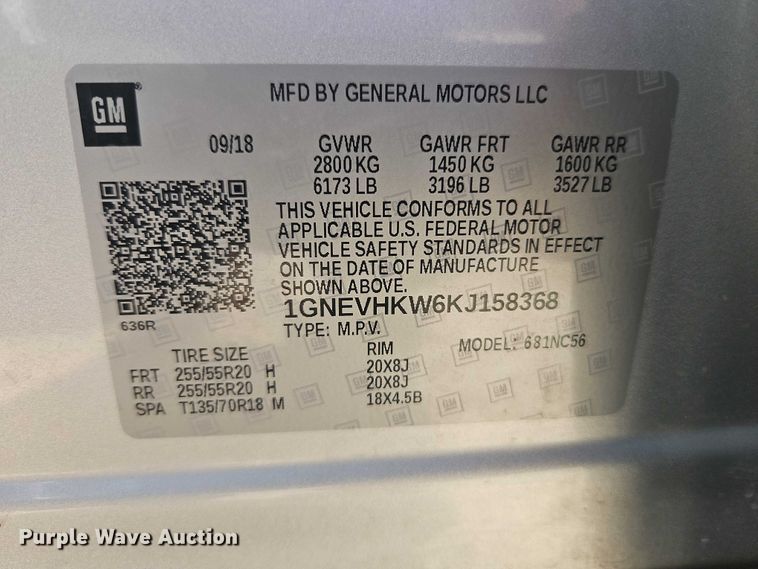 GM
MFD BY GENERAL MOTORS LLC
09/18 GVWR GAWR FRT GAWR RR
2800 KG 1450 KG 1600 KG
6173 LB 3196 LB 3527 LB
THIS VEHICLE CONFORMS TO ALL
APPLICABLE U.S. FEDERAL MOTOR
VEHICLE SAFETY STANDARDS IN EFFECT
ON THE DATE OF MANUFACTURE
SHOWN ABOVE.
1GNEVHKW6KJ158368
636R
TYPE: M.P.V. MODEL: 681NC56
TIRE SIZE RIM
FRT 255/55R20 H 20X8J
RR 255/55R20 H 20X8J
SPA T135/70R18 M 18X4.5B
Purple Wave Auction